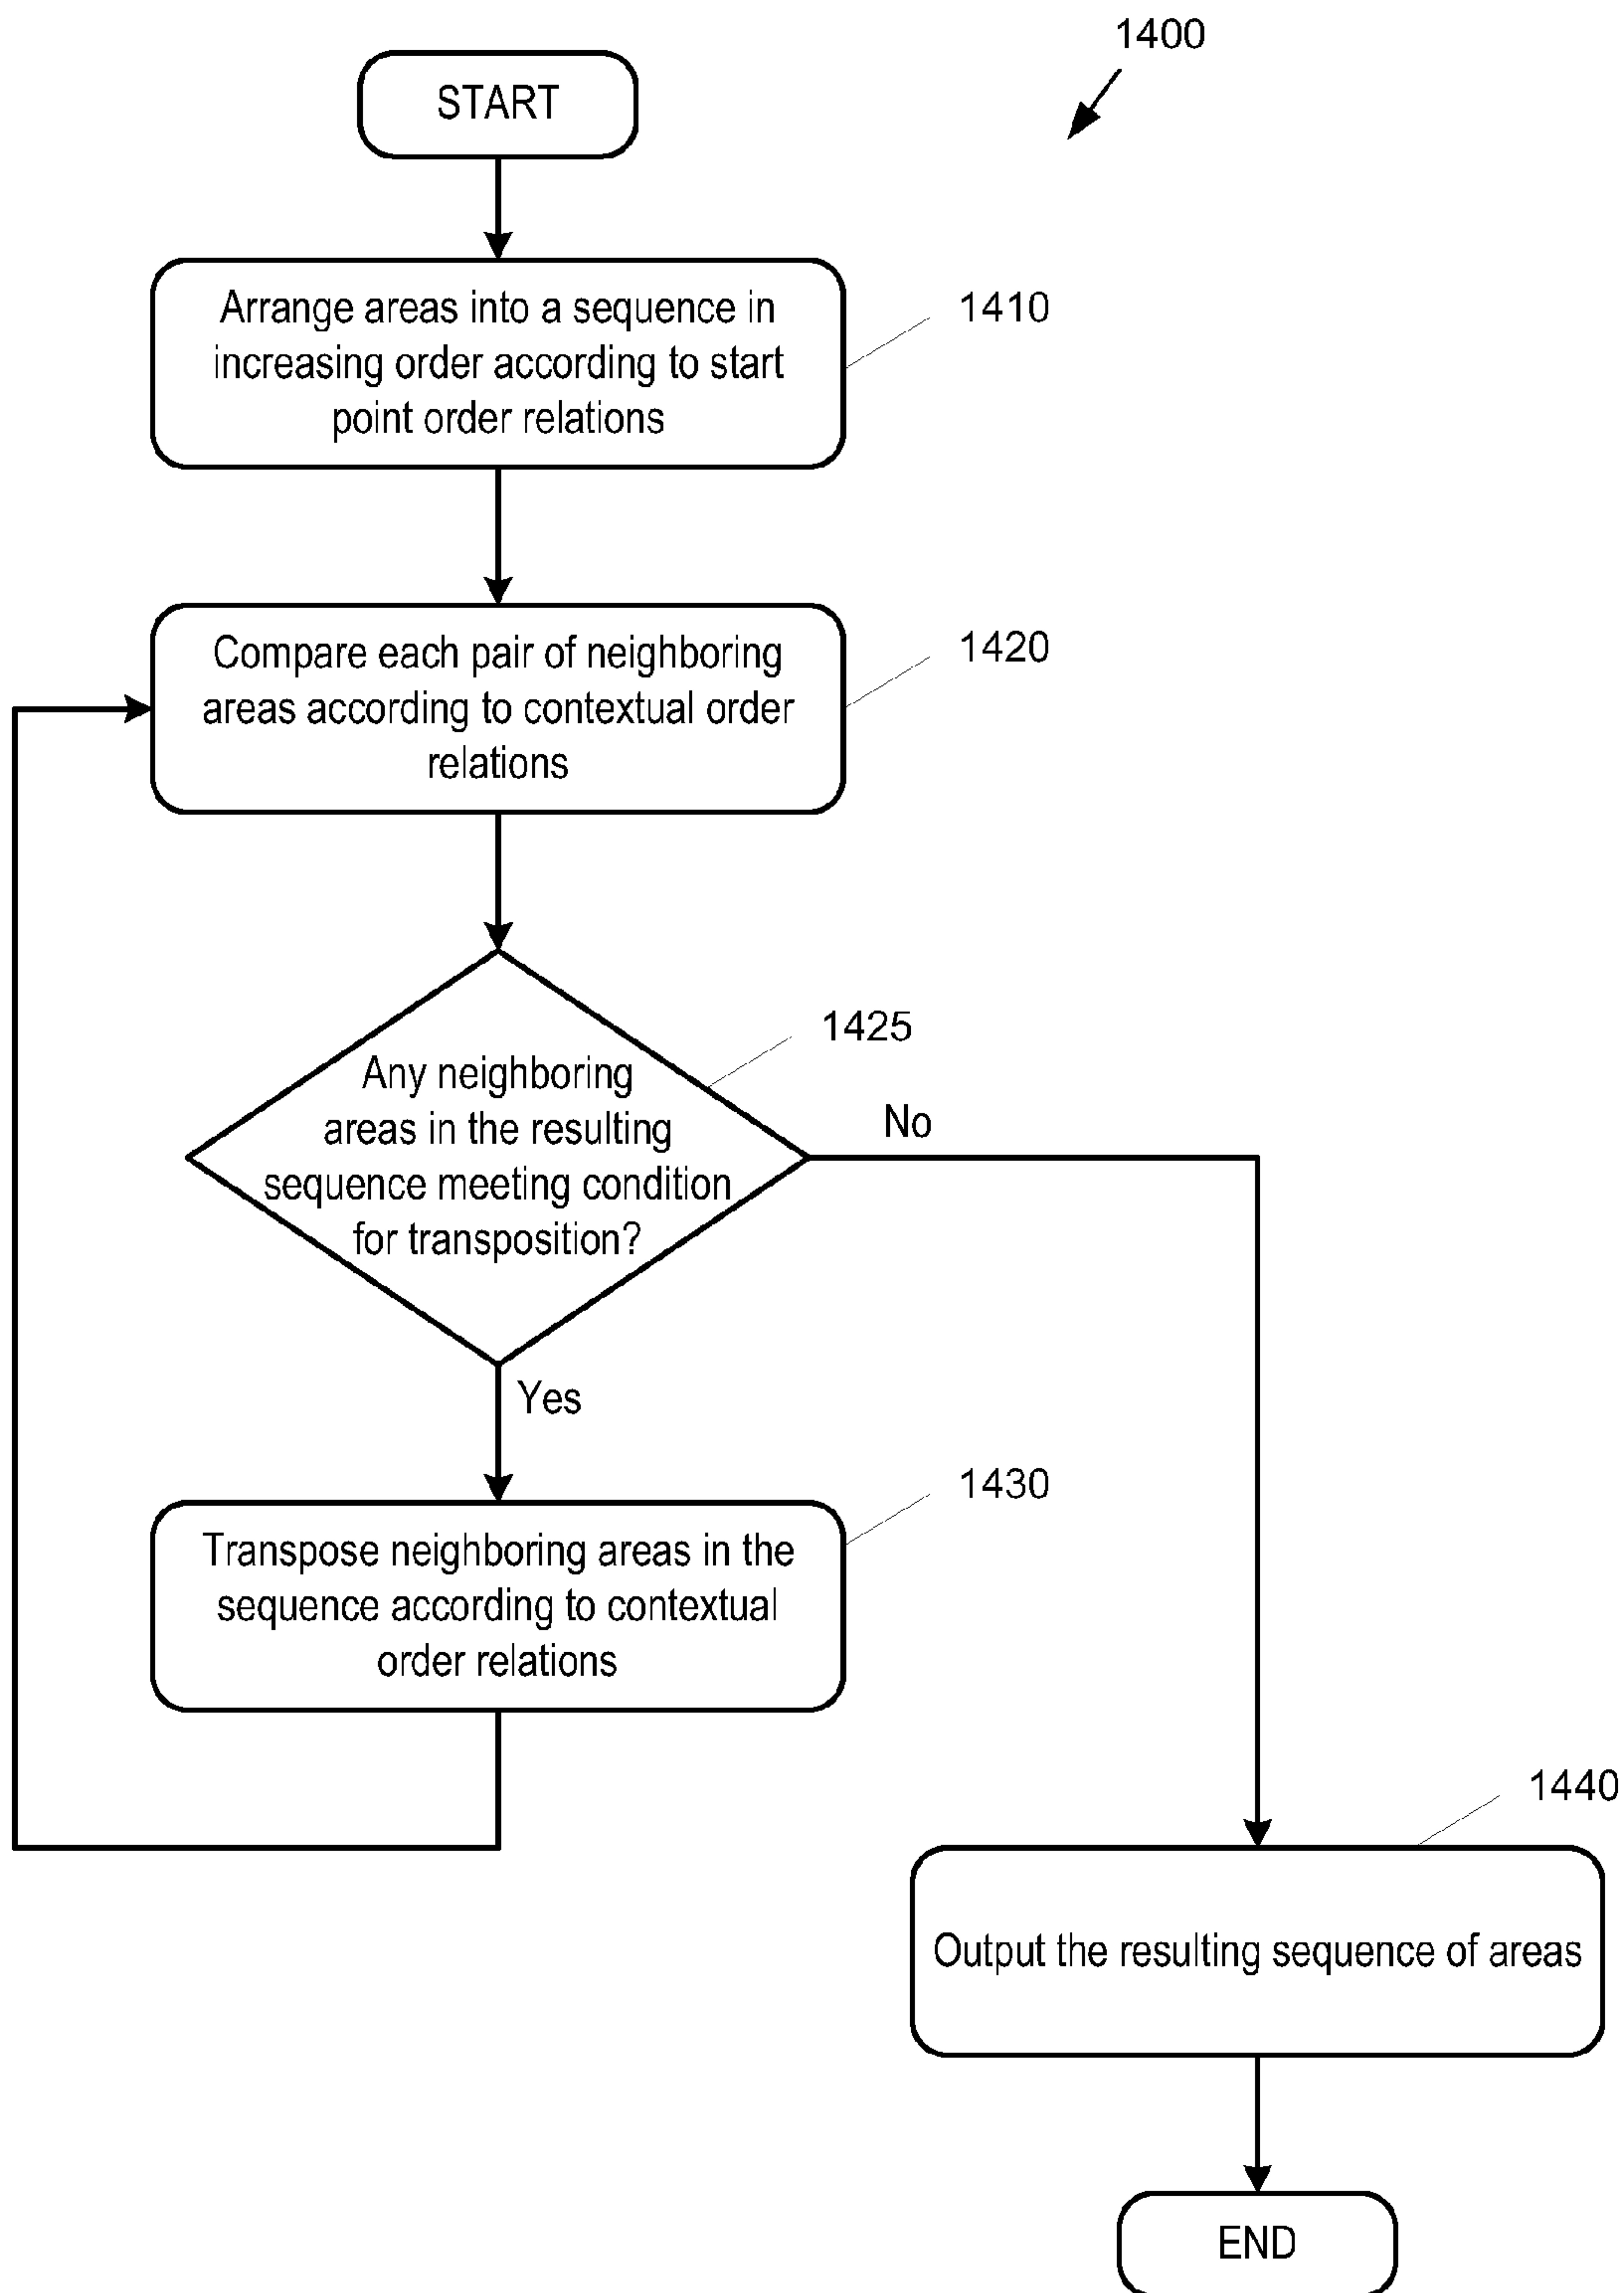 1400
START
Arrange areas into a sequence in
increasing order according to start
point order relations
1410
Compare each pair of neighboring
areas according to contextual order
relations
1420
Any neighboring
areas in the resulting
sequence meeting condition
for transposition?
1425
No
Yes
Transpose neighboring areas in the
sequence according to contextual
order relations
1430
1440
Output the resulting sequence of areas
END